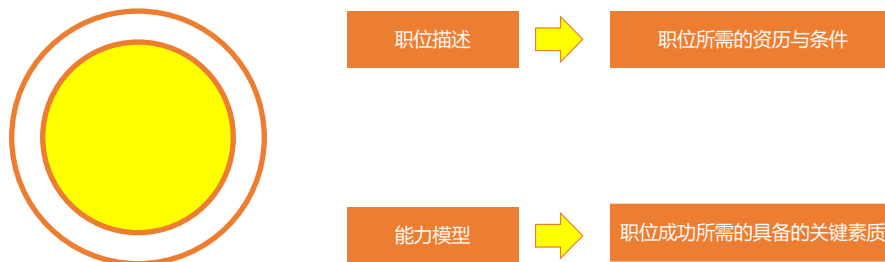 职位描述
职位所需的资历与条件
能力模型
职位成功所需的具备的关键素质